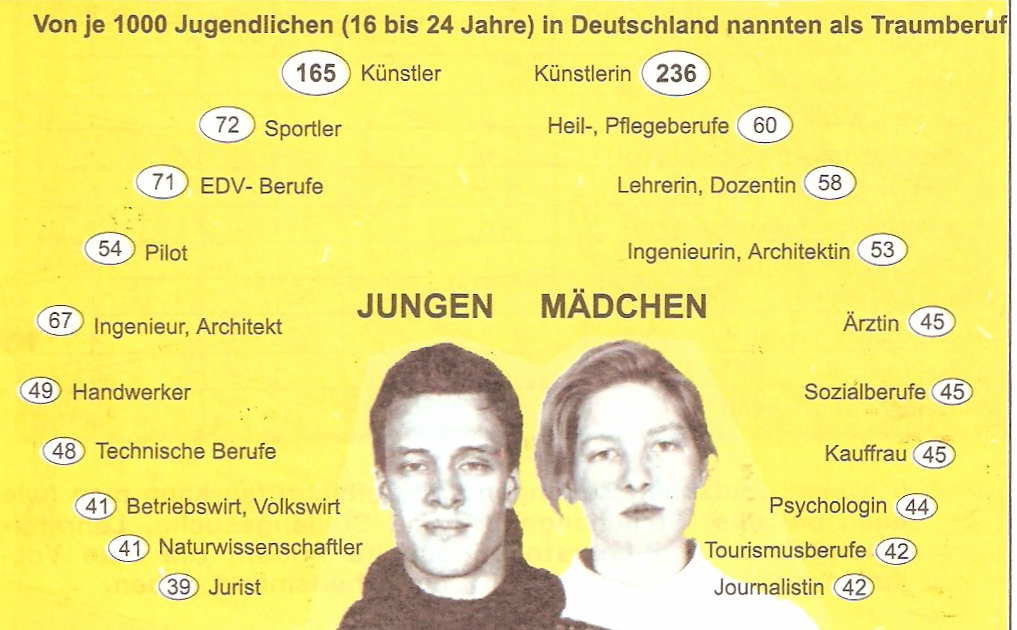 Von je 1000 Jugendlichen (16 bis 24 Jahre) in Deutschland nannten als Traumberuf
165 Künstler
72 Sportler
71 EDV- Berufe
54 Pilot
67 Ingenieur, Architekt
49 Handwerker
48 Technische Berufe
41 Betriebswirt, Volkswirt
41 Naturwissenschaftler
39 Jurist
JUNGEN
MÄDCHEN
Künstlerin 236
Heil-, Pflegeberufe 60
Lehrerin, Dozentin 58
Ingenieurin, Architektin 53
Ärztin 45
Sozialberufe 45
Kauffrau 45
Psychologin 44
Tourismusberufe 42
Journalistin 42